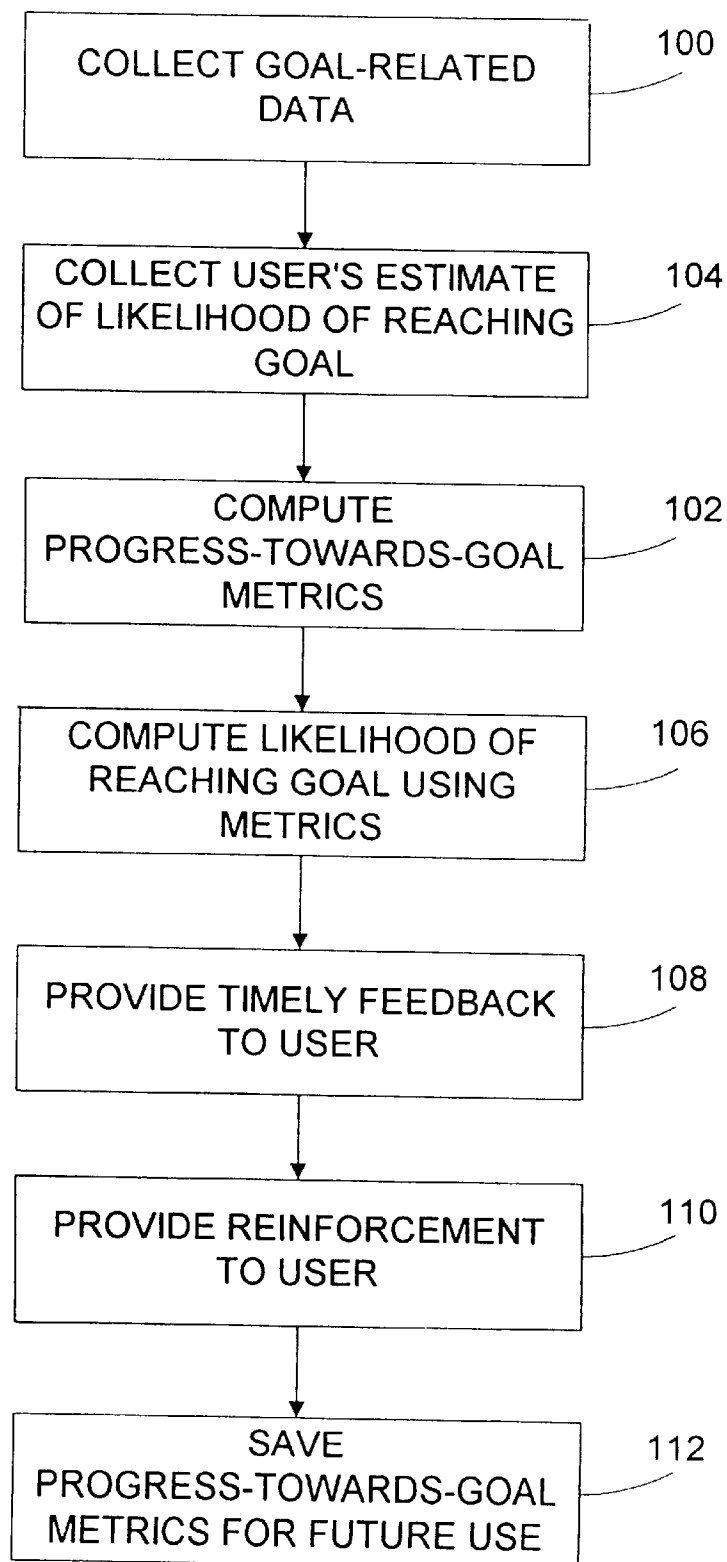 COLLECT GOAL-RELATED
DATA
100
COLLECT USER'S ESTIMATE
OF LIKELIHOOD OF REACHING
GOAL
104
COMPUTE
PROGRESS-TOWARDS-GOAL
METRICS
102
COMPUTE LIKELIHOOD OF
REACHING GOAL USING
METRICS
106
PROVIDE TIMELY FEEDBACK
TO USER
108
PROVIDE REINFORCEMENT
TO USER
110
SAVE
PROGRESS-TOWARDS-GOAL
METRICS FOR FUTURE USE
112